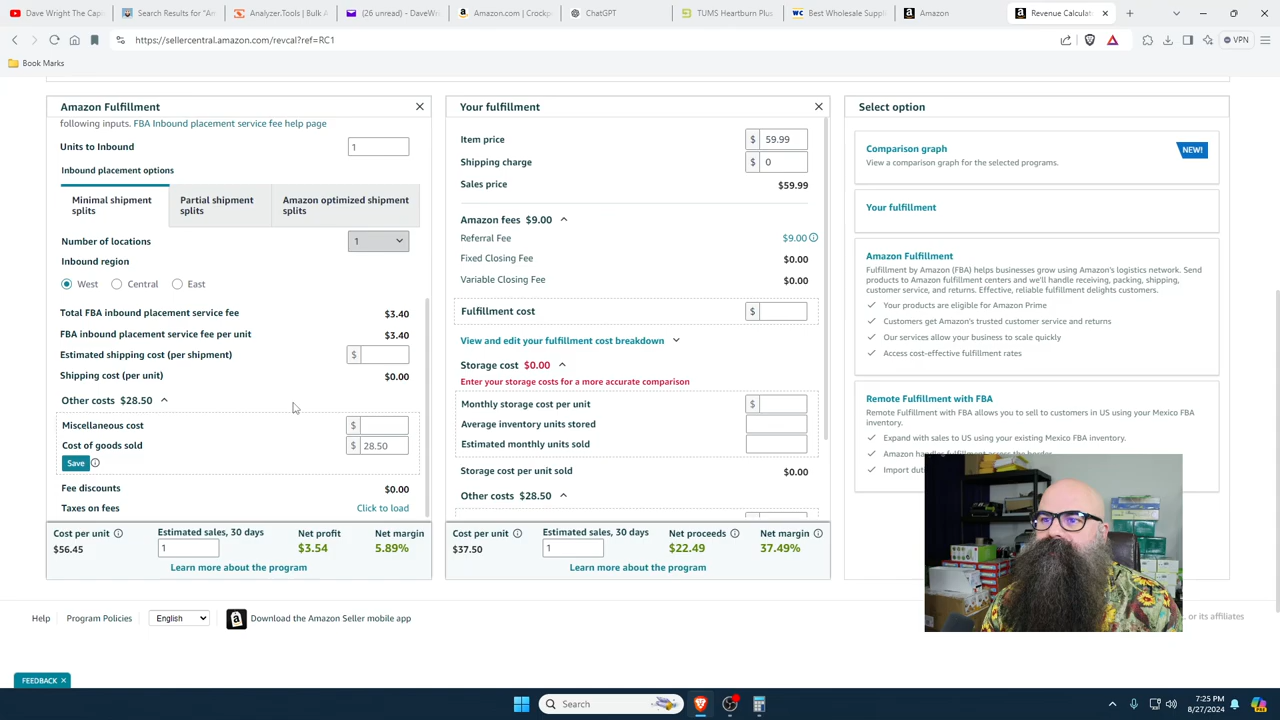 Dave Wright The Cap
Search Results for "An
Analyzer.Tools | Bulk A
(26 unread) - DaveWr
Amazon.com | Crockp
ChatGPT
TUMS Heartburn Plu
Best Wholesale Suppl
Amazon
Revenue Calculat
https://sellercentral.amazon.com/revcal?ref=RC1
VPN
Book Marks
Amazon Fulfillment
following inputs. FBA Inbound placement service fee help page
Units to Inbound
1
Inbound placement options
Minimal shipment splits
Partial shipment splits
Amazon optimized shipment splits
Number of locations
1
Inbound region
West
Central
East
Total FBA inbound placement service fee
$3.40
FBA inbound placement service fee per unit
$3.40
Estimated shipping cost (per shipment)
$
Shipping cost (per unit)
$0.00
Other costs $28.50
Miscellaneous cost
$
Cost of goods sold
$ 28.50
Save
Fee discounts
$0.00
Taxes on fees
Click to load
Cost per unit
$56.45
Estimated sales, 30 days
1
Net profit
$3.54
Net margin
5.89%
Learn more about the program
Your fulfillment
Item price
$ 59.99
Shipping charge
$ 0
Sales price
$59.99
Amazon fees $9.00
Referral Fee
$9.00
Fixed Closing Fee
$0.00
Variable Closing Fee
$0.00
Fulfillment cost
$
View and edit your fulfillment cost breakdown
Storage cost $0.00
Enter your storage costs for a more accurate comparison
Monthly storage cost per unit
$
Average inventory units stored
Estimated monthly units sold
Storage cost per unit sold
$0.00
Other costs $28.50
Cost per unit
$37.50
Estimated sales, 30 days
1
Net proceeds
$22.49
Net margin
37.49%
Learn more about the program
Select option
Comparison graph
NEW!
View a comparison graph for the selected programs.
Your fulfillment
Amazon Fulfillment
Fulfillment by Amazon (FBA) helps businesses grow using Amazon's logistics network. Send
products to Amazon fulfillment centers and we'll handle receiving, packing, shipping,
customer service, and returns. Effective, reliable fulfillment delights customers.
Your products are eligible for Amazon Prime
Customers get Amazon's trusted customer service and returns
Our services allow your business to scale quickly
Access cost-effective fulfillment rates
Remote Fulfillment with FBA
Remote Fulfillment with FBA allows you to sell to customers in US using your Mexico FBA
inventory.
Expand with sales to US using your existing Mexico FBA inventory.
Amazon handles fulfillment across the border
Import dut
Help
Program Policies
English
Download the Amazon Seller mobile app
, or its affiliates
FEEDBACK
Search
7:25 PM
8/27/2024